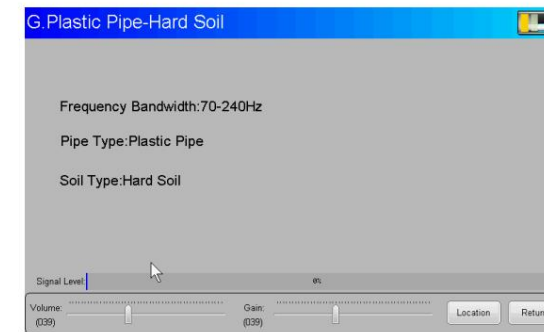 G.Plastic Pipe-Hard Soil
Frequency Bandwidth:70-240Hz
Pipe Type:Plastic Pipe
Soil Type:Hard Soil
Signal Level:
0%
Volume:
(039)
Gain:
(039)
Location
Return